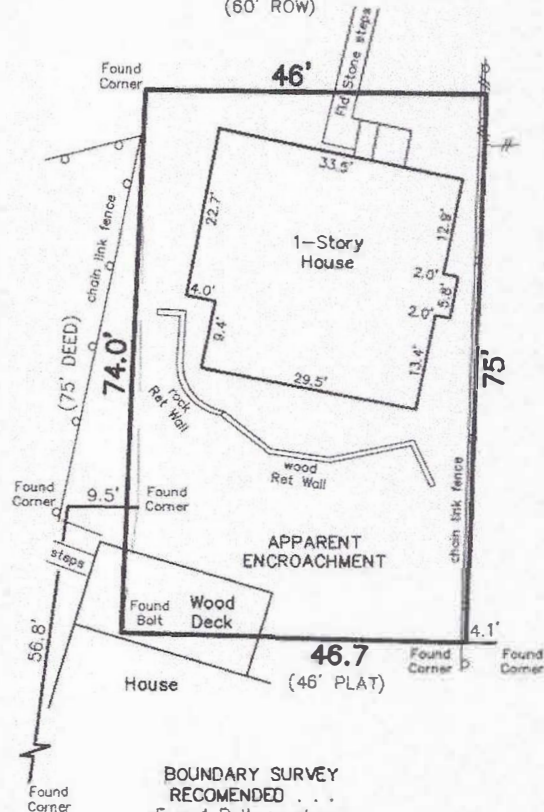 (60' ROW)
Fld Stone steps
Found
Corner
46'
33.5'
chain link fence
22.7'
1-Story
House
12.9'
2.0'
5.8'
2.0'
4.0'
9.4'
13.4'
29.5'
(75' DEED)
74.0'
75'
rock
Ret Wall
wood
Ret Wall
chain link fence
Found
Corner
9.5'
Found
Corner
APPARENT
ENCROACHMENT
steps
Found
Bolt
Wood
Deck
56.8'
4.1'
46.7
(46' PLAT)
Found
Corner
Found
Corner
House
Found
Corner
BOUNDARY SURVEY
RECOMENDED . . .